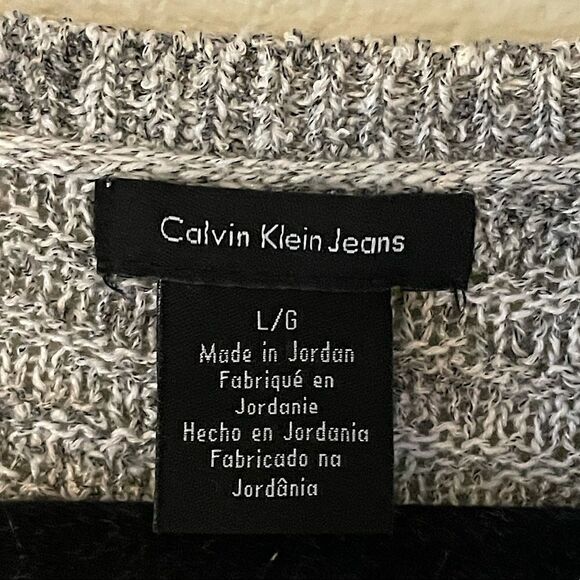 Calvin Klein Jeans
L/G
Made in Jordan
Fabriqué en
Jordanie
Hecho en Jordania
Fabricado na
Jordânia